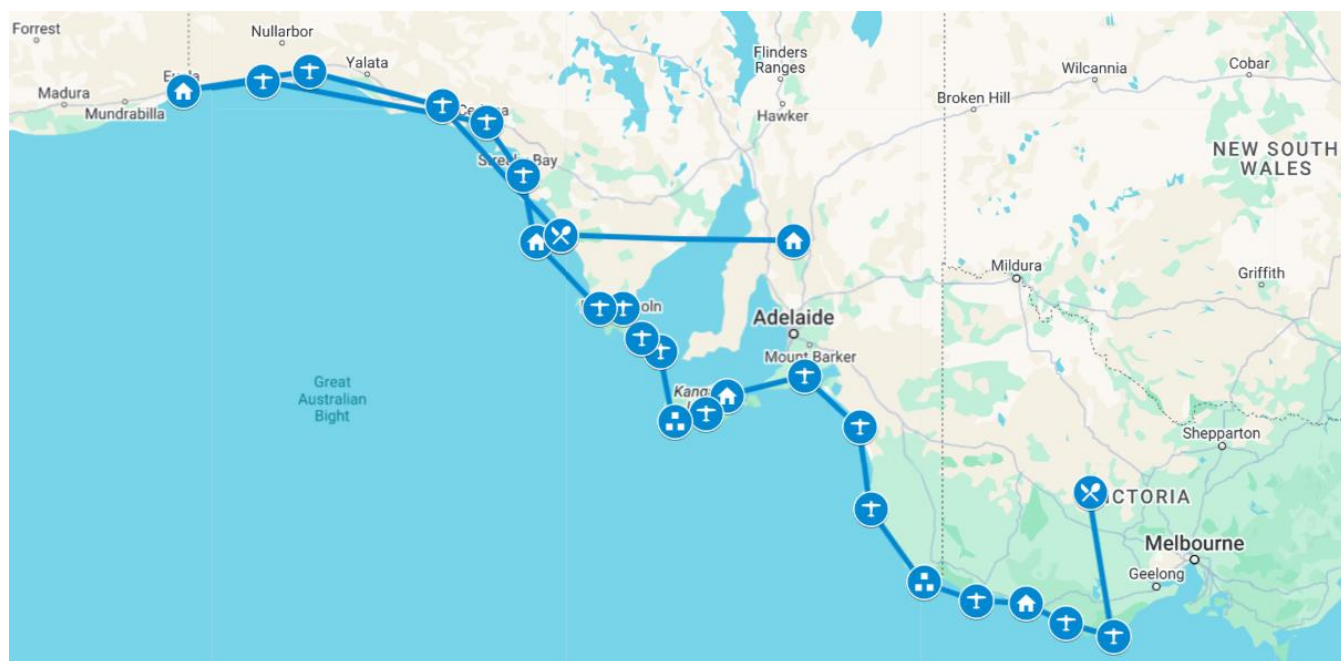 Forrest
Nullarbor
Yalata
Madura
Mundrabilla
Flinders
Ranges
Hawker
Wilcannia
Cobar
Broken Hill
NEW SOUTH
WALES
Mildura
Griffith
Adelaide
Mount Barker
Great
Australian
Bight
Shepparton
Melbourne
Geelong